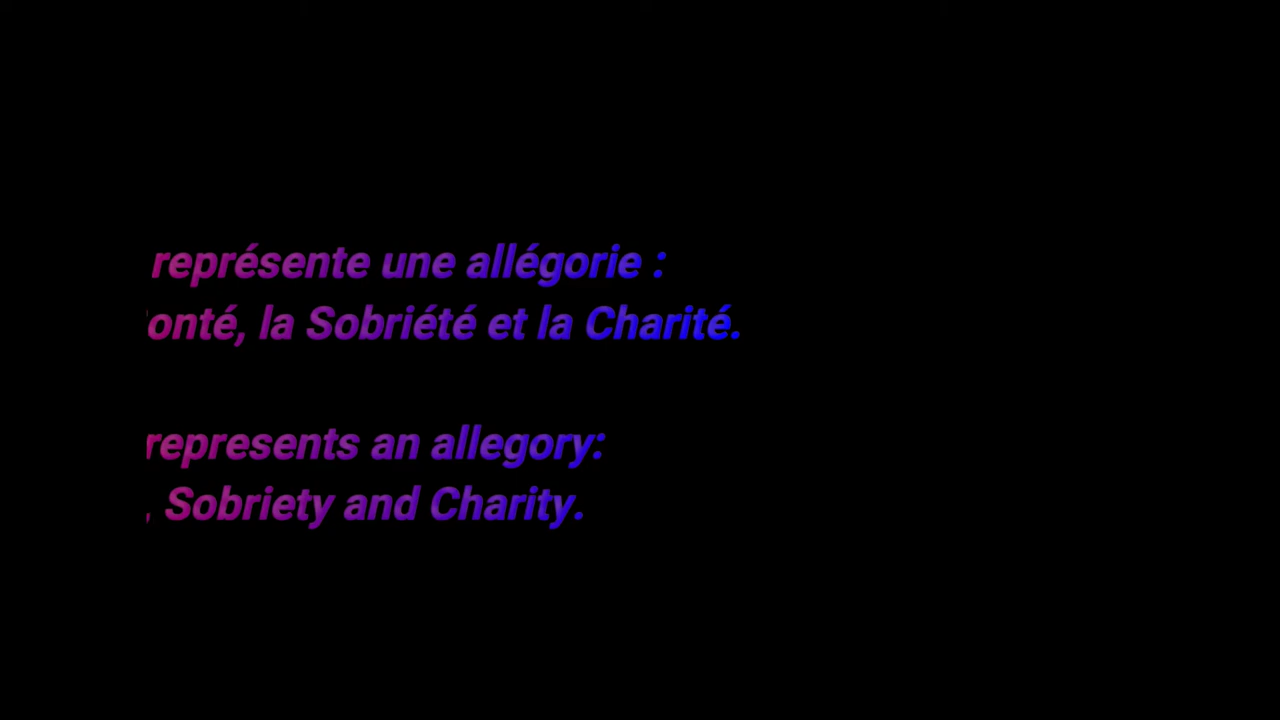 représente une allégorie :
onté, la Sobriété et la Charité.
represents an allegory:
, Sobriety and Charity.